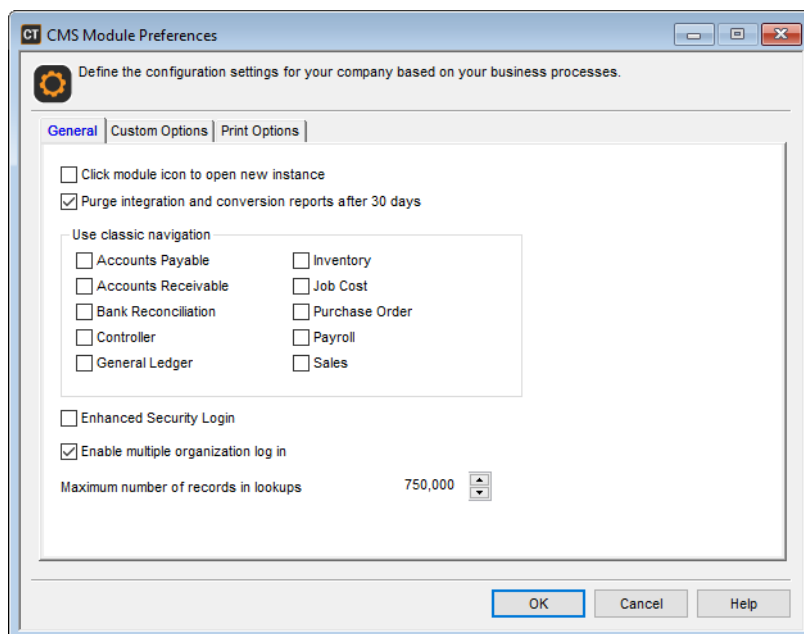 CT CMS Module Preferences
Define the configuration settings for your company based on your business processes.
General Custom Options Print Options
Click module icon to open new instance
Purge integration and conversion reports after 30 days
Use classic navigation
Accounts Payable Inventory
Accounts Receivable Job Cost
Bank Reconciliation Purchase Order
Controller Payroll
General Ledger Sales
Enhanced Security Login
Enable multiple organization log in
Maximum number of records in lookups 750,000
OK Cancel Help